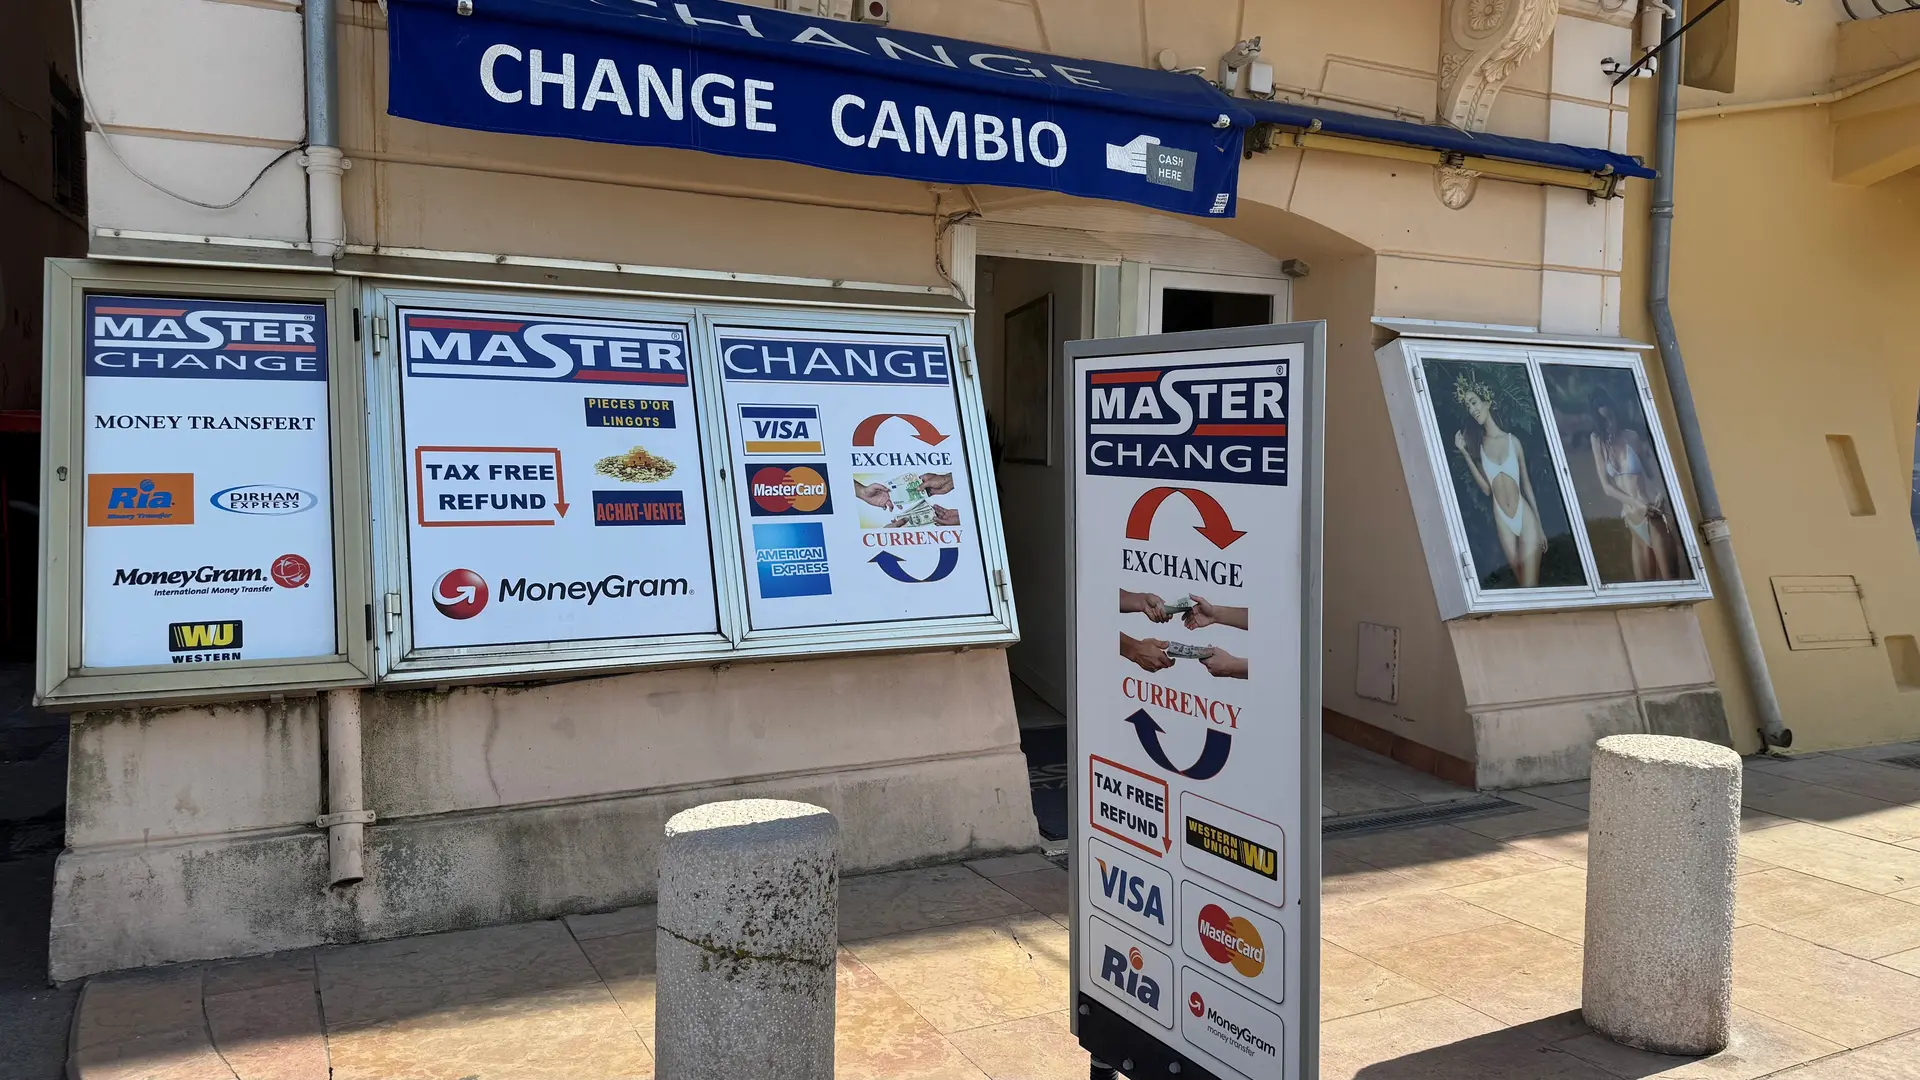 CHANGE
CHANGE CAMBIO
CASH
HERE
MASTER
CHANGE
MONEY TRANSFERT
Ria
Money Transfer
DIRHAM
EXPRESS
MoneyGram
International Money Transfer
WU
WESTERN
MASTER
PIECES D'OR
LINGOTS
TAX FREE
REFUND
ACHAT-VENTE
MoneyGram
CHANGE
VISA
MasterCard
AMERICAN
EXPRESS
EXCHANGE
CURRENCY
MASTER
CHANGE
EXCHANGE
CURRENCY
TAX FREE
REFUND
WESTERN
UNION WU
VISA
MasterCard
Ria
MoneyGram
money transfer